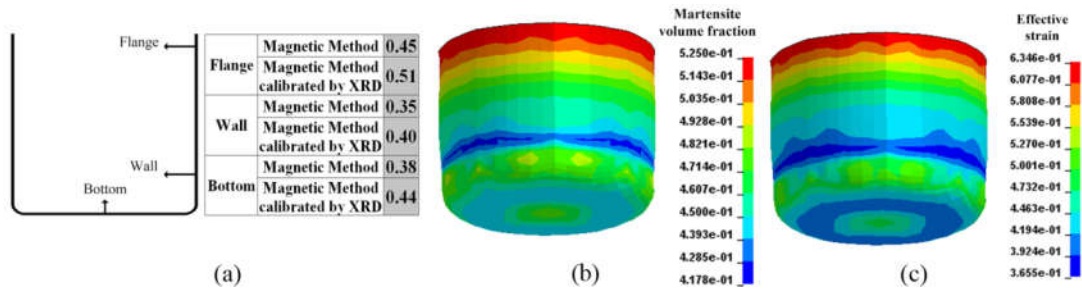 Flange
Wall
Bottom
Flange
Magnetic Method 0.45
Magnetic Method
calibrated by XRD 0.51
Wall
Magnetic Method 0.35
Magnetic Method
calibrated by XRD 0.40
Bottom
Magnetic Method 0.38
Magnetic Method
calibrated by XRD 0.44
(a)
Martensite
volume fraction
5.250e-01
5.143e-01
5.035e-01
4.928e-01
4.821e-01
4.714e-01
4.607e-01
4.500e-01
4.393e-01
4.285e-01
4.178e-01
(b)
Effective
strain
6.346e-01
6.077e-01
5.808e-01
5.539e-01
5.270e-01
5.001e-01
4.732e-01
4.463e-01
4.194e-01
3.924e-01
3.655e-01
(c)